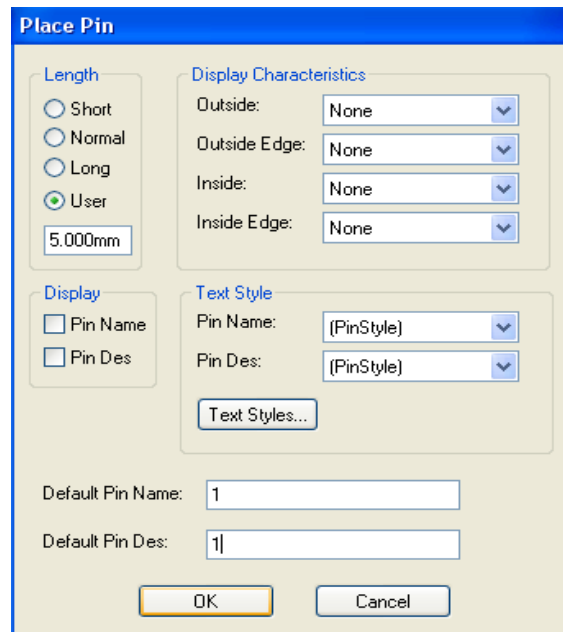 Place Pin
Length
Short
Normal
Long
User
5.000mm
Display Characteristics
Outside: None
Outside Edge: None
Inside: None
Inside Edge: None
Display
Pin Name
Pin Des
Text Style
Pin Name: (PinStyle)
Pin Des: (PinStyle)
Text Styles...
Default Pin Name: 1
Default Pin Des: 1
OK Cancel